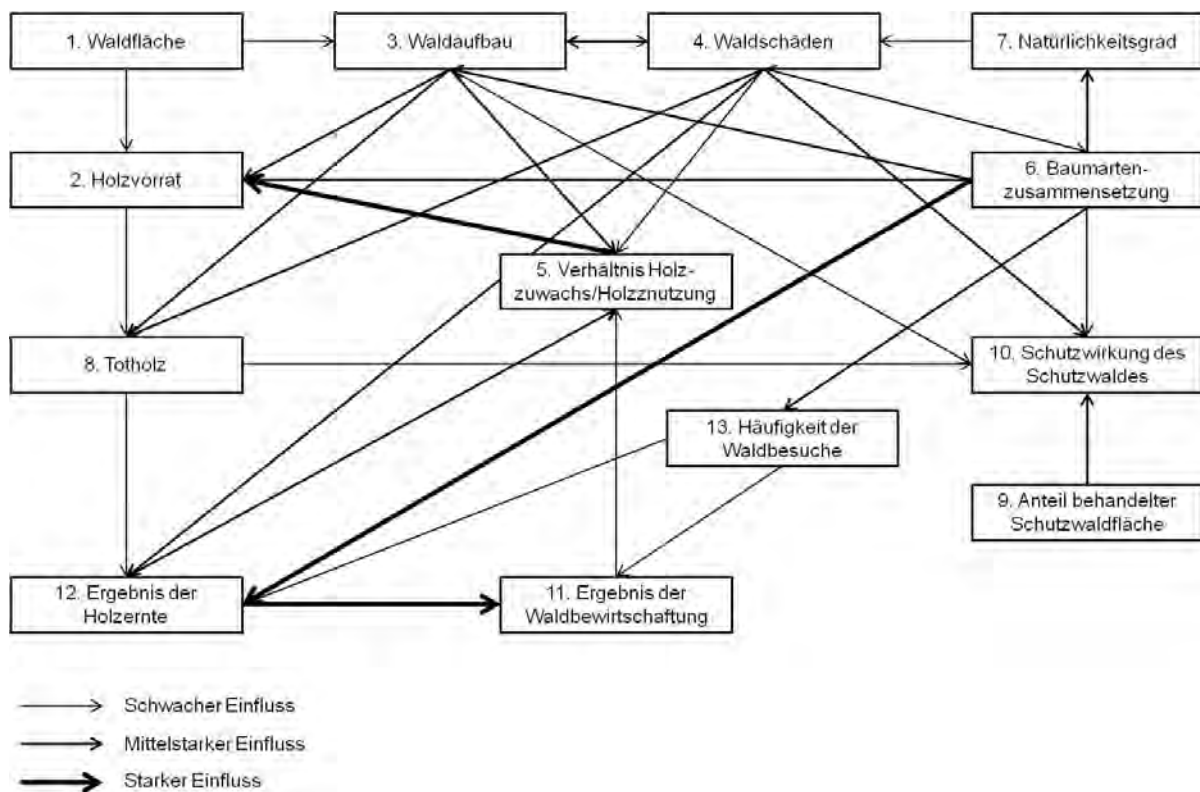 1. Waldfläche
3. Waldaufbau
4. Waldschäden
7. Natürlichkeitsgrad
2. Holzvorrat
6. Baumarten-
zusammensetzung
5. Verhältnis Holz-
zuwachs/Holzznutzung
8. Totholz
10. Schutzwirkung des
Schutzwaldes
13. Häufigkeit der
Waldbesuche
9. Anteil behandelter
Schutzwaldfläche
12. Ergebnis der
Holzernte
11. Ergebnis der
Waldbewirtschaftung
Schwacher Einfluss
Mittelstarker Einfluss
Starker Einfluss